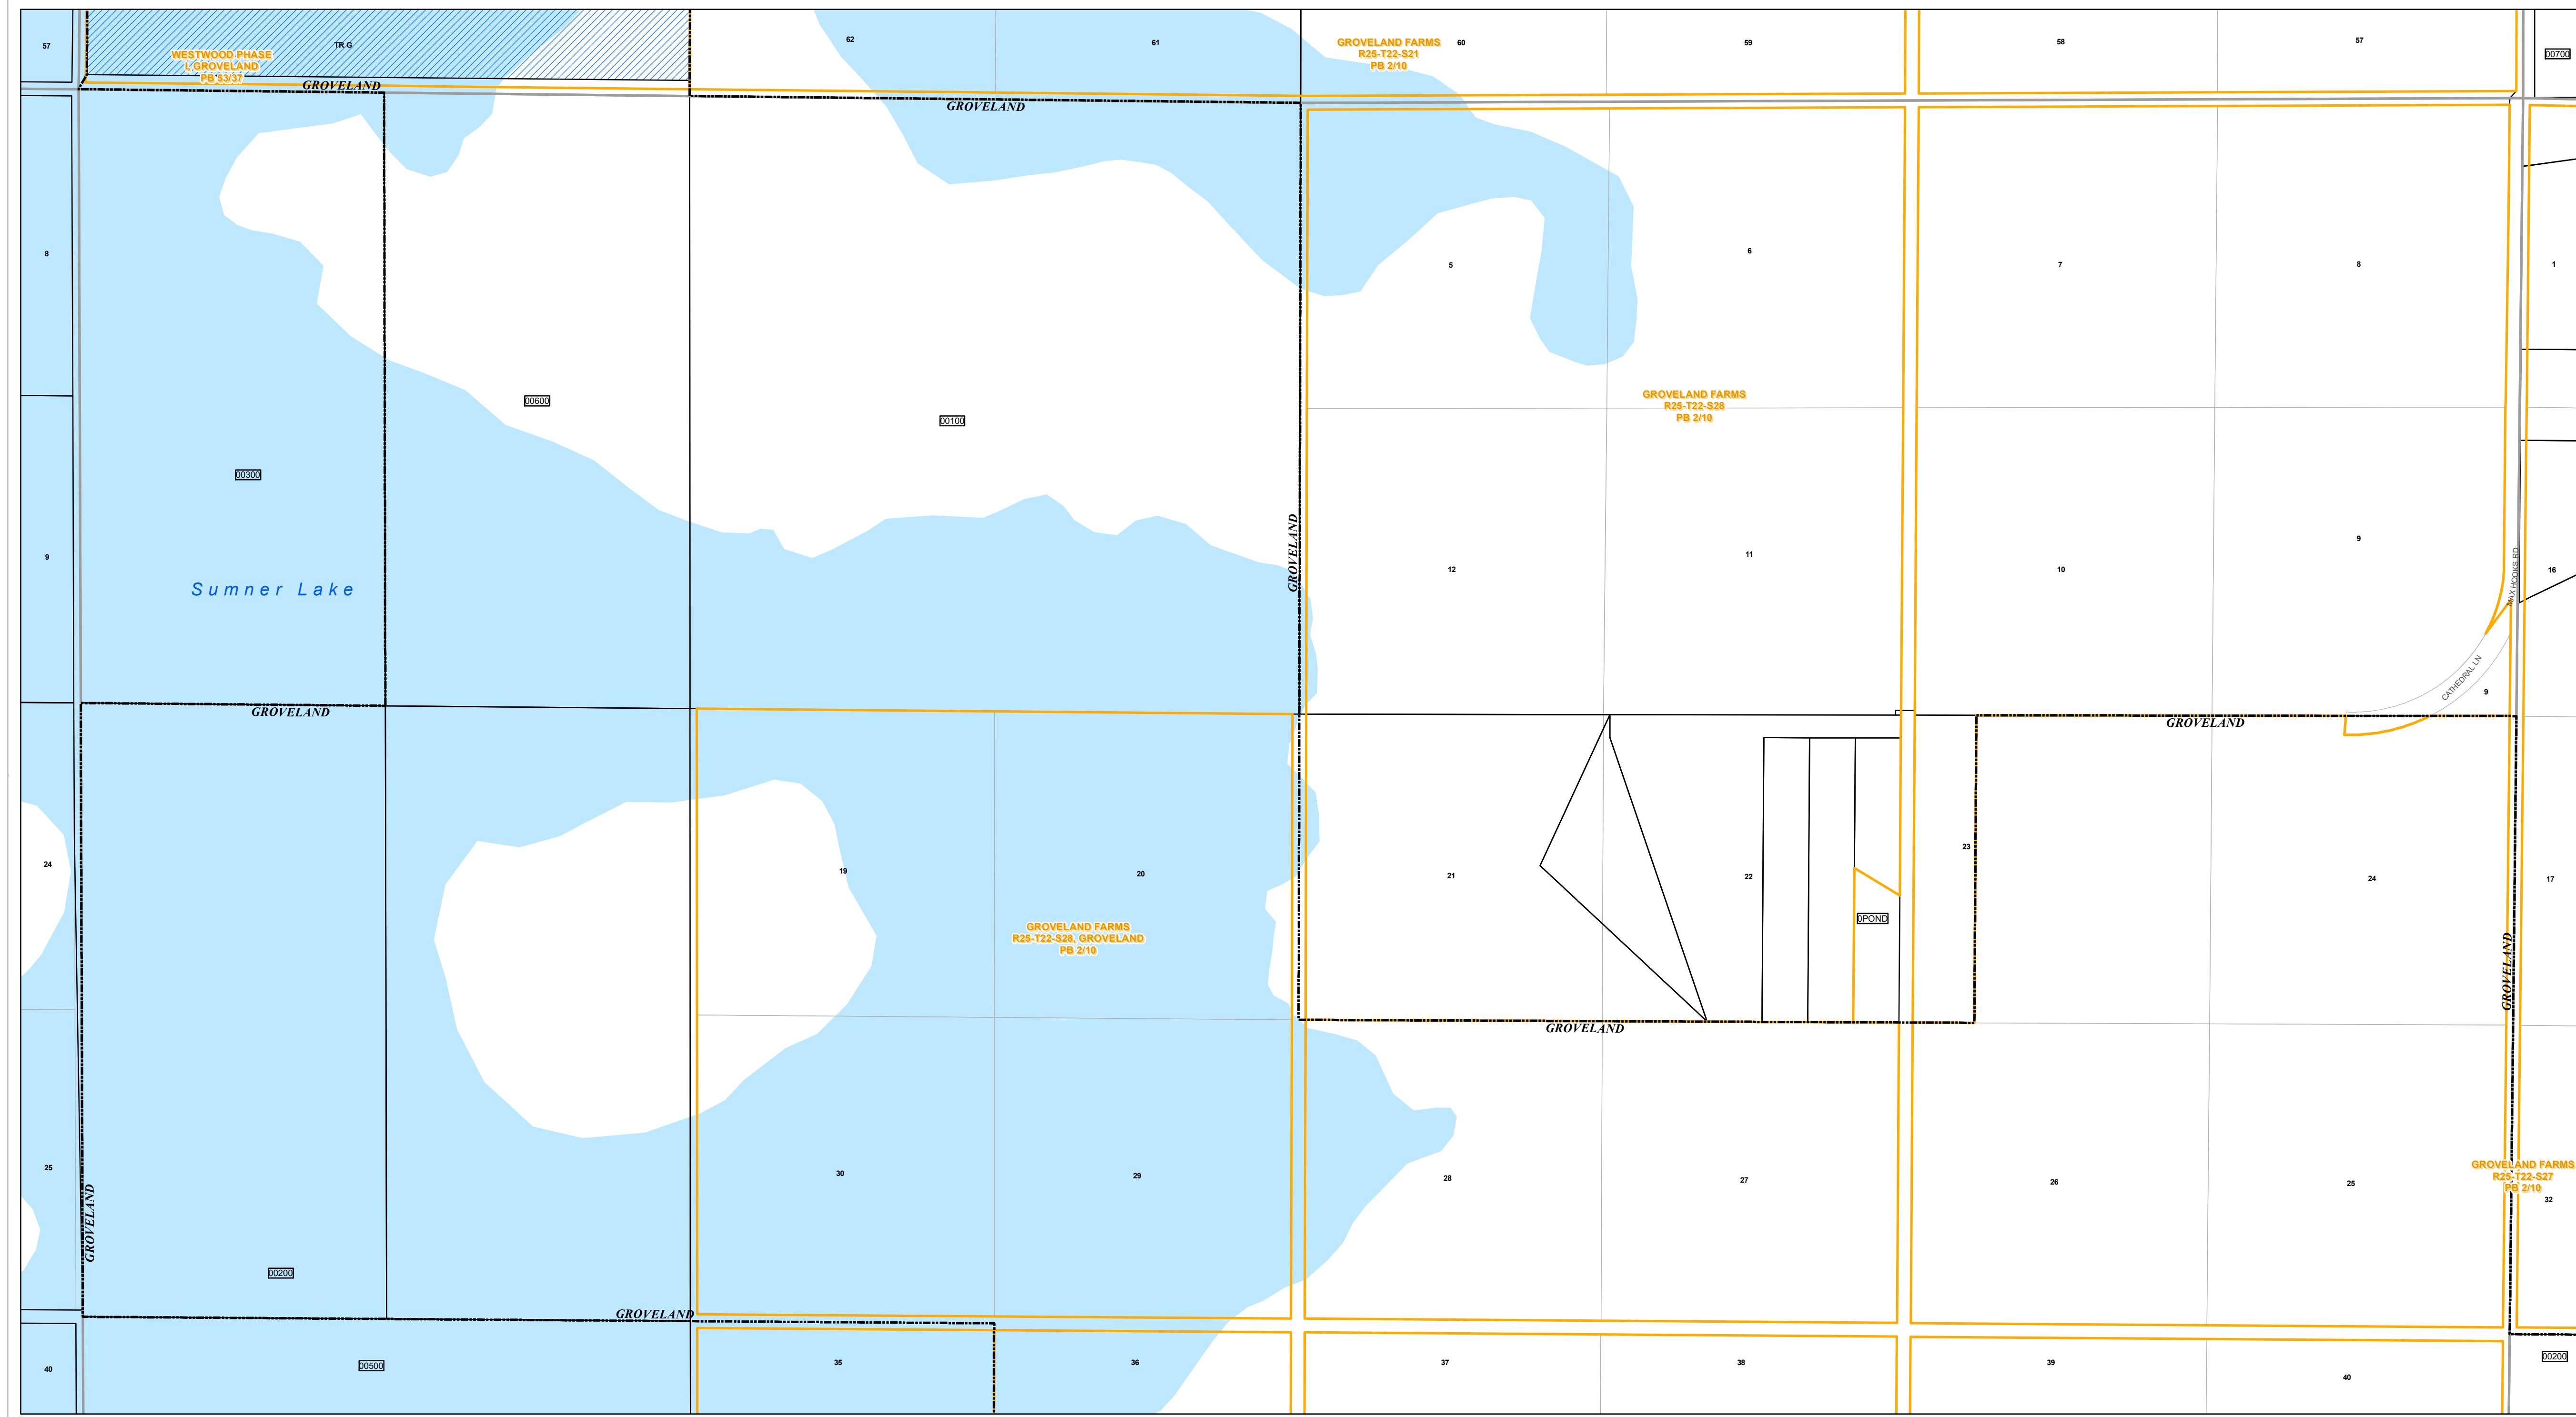 57
WESTWOOD PHASE
I, GROVELAND
PB 53/37
TR G
62
61
GROVELAND FARMS
R25-T22-S21
PB 2/10
60
59
58
57
00700
GROVELAND
GROVELAND
8
5
6
7
8
1
00600
00100
GROVELAND FARMS
R25-T22-S28
PB 2/10
00300
GROVELAND
9
Sumner Lake
12
11
10
9
MAX HOOKS RD
16
CATHEDRAL LN
9
GROVELAND
GROVELAND
24
19
20
21
22
23
24
17
0POND
GROVELAND FARMS
R25-T22-S28, GROVELAND
PB 2/10
GROVELAND
GROVELAND
25
30
29
28
27
26
25
GROVELAND FARMS
R25-T22-S27
PB 2/10
32
GROVELAND
00200
GROVELAND
40
00500
35
36
37
38
39
40
00200